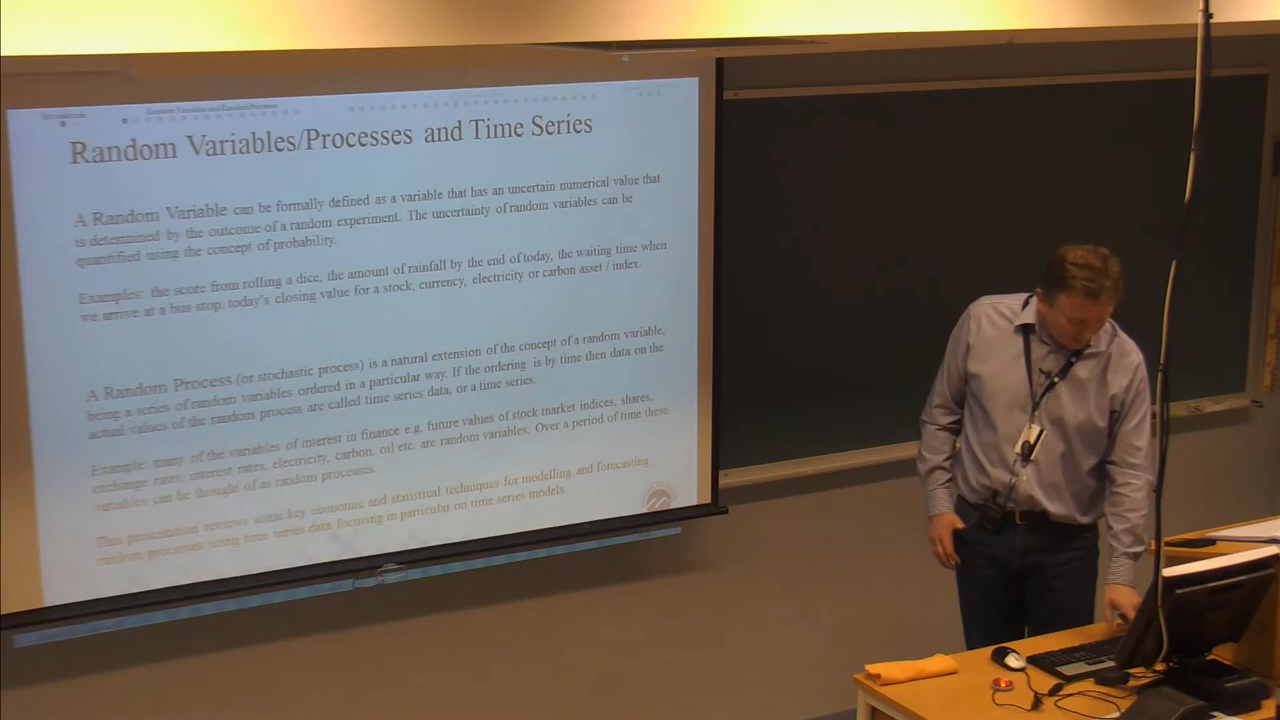 Introduction
Random Variables and Random Processes
Random Variables/Processes and Time Series
A Random Variable can be formally defined as a variable that has an uncertain numerical value that
is determined by the outcome of a random experiment. The uncertainty of random variables can be
quantified using the concept of probability.
Examples: the score from rolling a dice, the amount of rainfall by the end of today, the waiting time when
we arrive at a bus stop, today's closing value for a stock, currency, electricity or carbon asset / index.
A Random Process (or stochastic process) is a natural extension of the concept of a random variable,
being a series of random variables ordered in a particular way. If the ordering is by time then data on the
actual values of the random process are called time series data, or a time series.
Example: many of the variables of interest in finance e.g. future values of stock market indices, shares,
exchange rates, interest rates, electricity, carbon, oil etc. are random variables. Over a period of time these
variables can be thought of as random processes.
This presentation reviews some key economic and statistical techniques for modelling and forecasting
random processes using time series data focusing in particular on time series models.